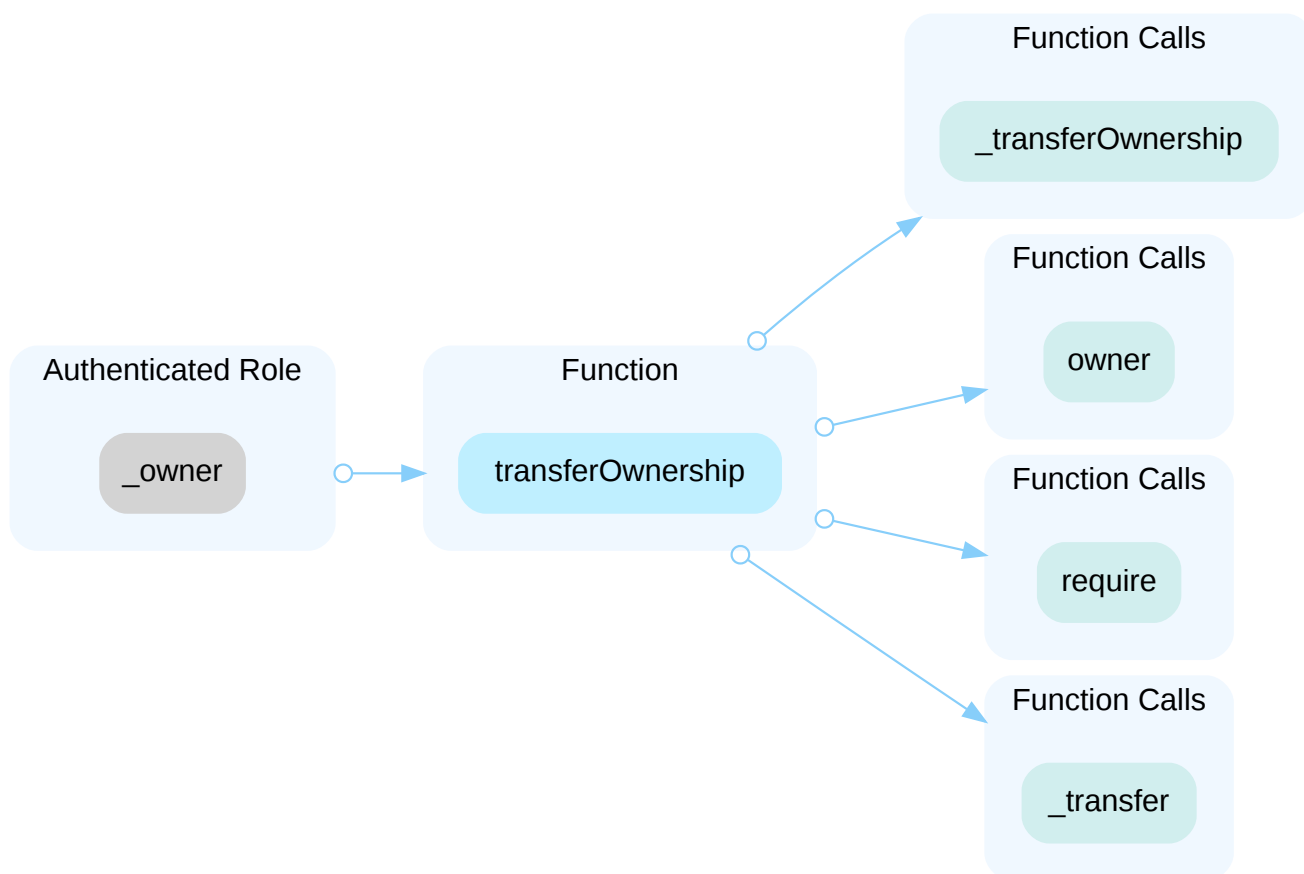 Authenticated Role
_owner
Function
transferOwnership
Function Calls
_transferOwnership
Function Calls
owner
Function Calls
require
Function Calls
_transfer